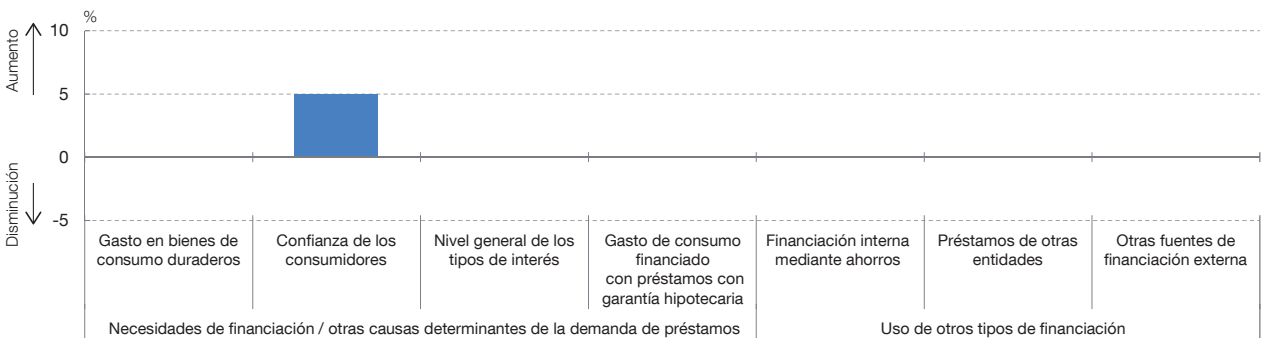 %
Aumento
10
5
0
Disminución
-5
Gasto en bienes de
consumo duraderos
Confianza de los
consumidores
Nivel general de los
tipos de interés
Gasto de consumo
financiado
con préstamos con
garantía hipotecaria
Financiación interna
mediante ahorros
Préstamos de otras
entidades
Otras fuentes de
financiación externa
Necesidades de financiación / otras causas determinantes de la demanda de préstamos
Uso de otros tipos de financiación